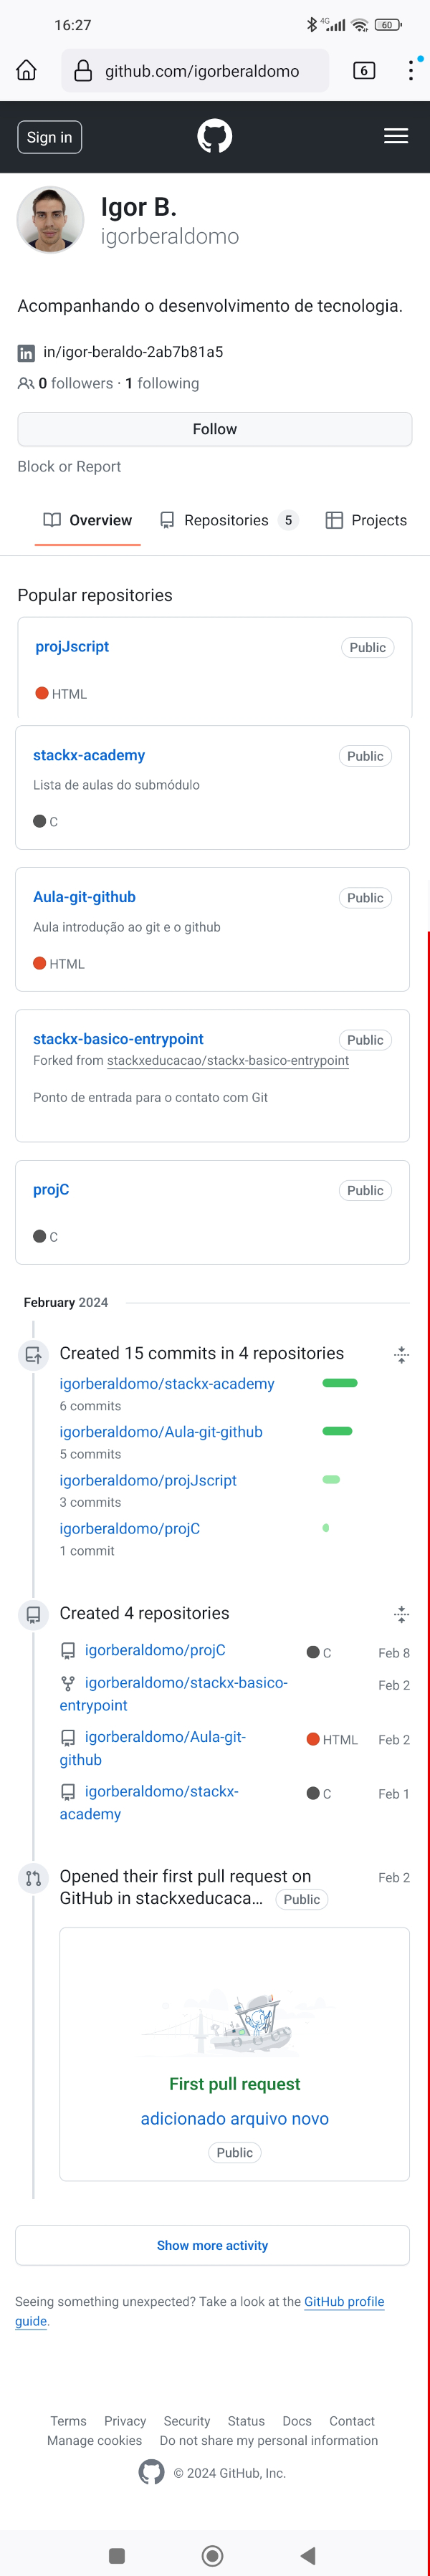 16:27
4G
60
github.com/igorberaldomo
6
Sign in
Igor B.
igorberaldomo
Acompanhando o desenvolvimento de tecnologia.
in/igor-beraldo-2ab7b81a5
0 followers · 1 following
Follow
Block or Report
Overview Repositories 5 Projects
Popular repositories
projJscript Public
HTML
stackx-academy Public
Lista de aulas do submódulo
C
Aula-git-github Public
Aula introdução ao git e o github
HTML
stackx-basico-entrypoint Public
Forked from stackxeducacao/stackx-basico-entrypoint
Ponto de entrada para o contato com Git
projC Public
C
February 2024
Created 15 commits in 4 repositories
igorberaldomo/stackx-academy
6 commits
igorberaldomo/Aula-git-github
5 commits
igorberaldomo/projJscript
3 commits
igorberaldomo/projC
1 commit
Created 4 repositories
igorberaldomo/projC C Feb 8
igorberaldomo/stackx-basico- Feb 2
entrypoint
igorberaldomo/Aula-git- HTML Feb 2
github
igorberaldomo/stackx- C Feb 1
academy
Opened their first pull request on Feb 2
GitHub in stackxeducaca... Public
First pull request
adicionado arquivo novo
Public
Show more activity
Seeing something unexpected? Take a look at the GitHub profile
guide.
Terms Privacy Security Status Docs Contact
Manage cookies Do not share my personal information
© 2024 GitHub, Inc.